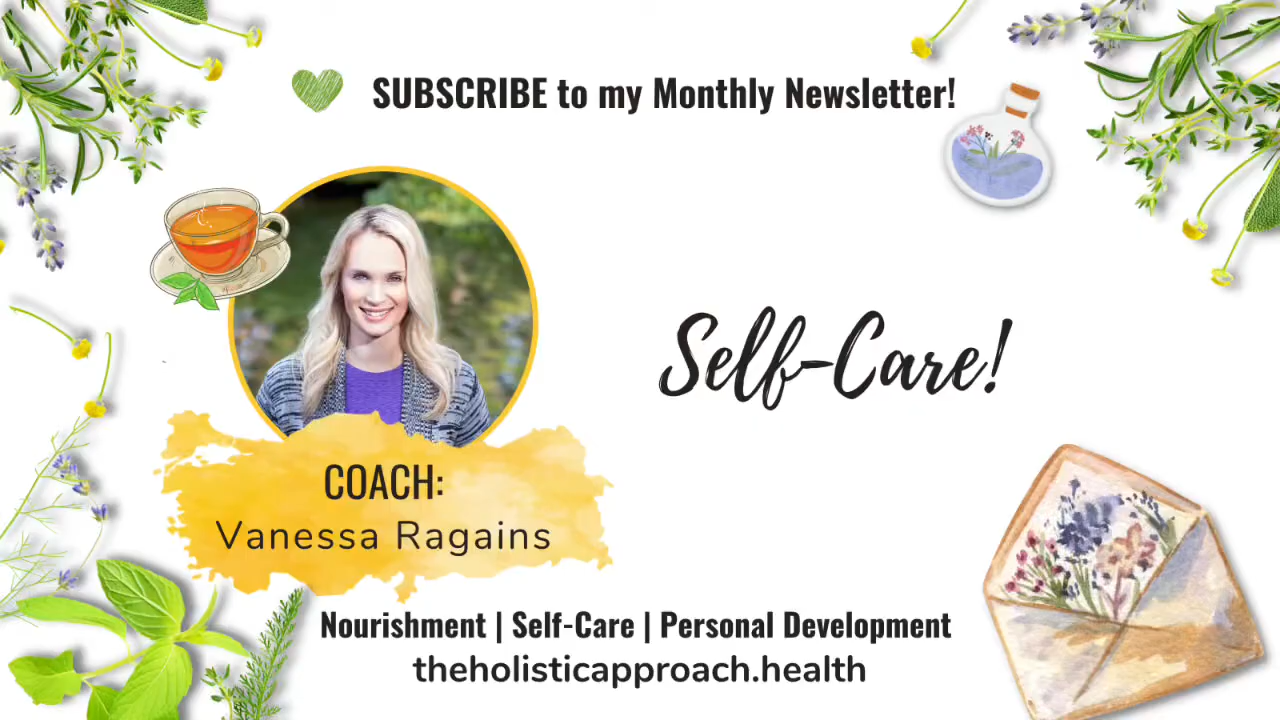 SUBSCRIBE to my Monthly Newsletter!
Self-Care!
COACH:
Vanessa Ragains
Nourishment | Self-Care | Personal Development
theholisticapproach.health